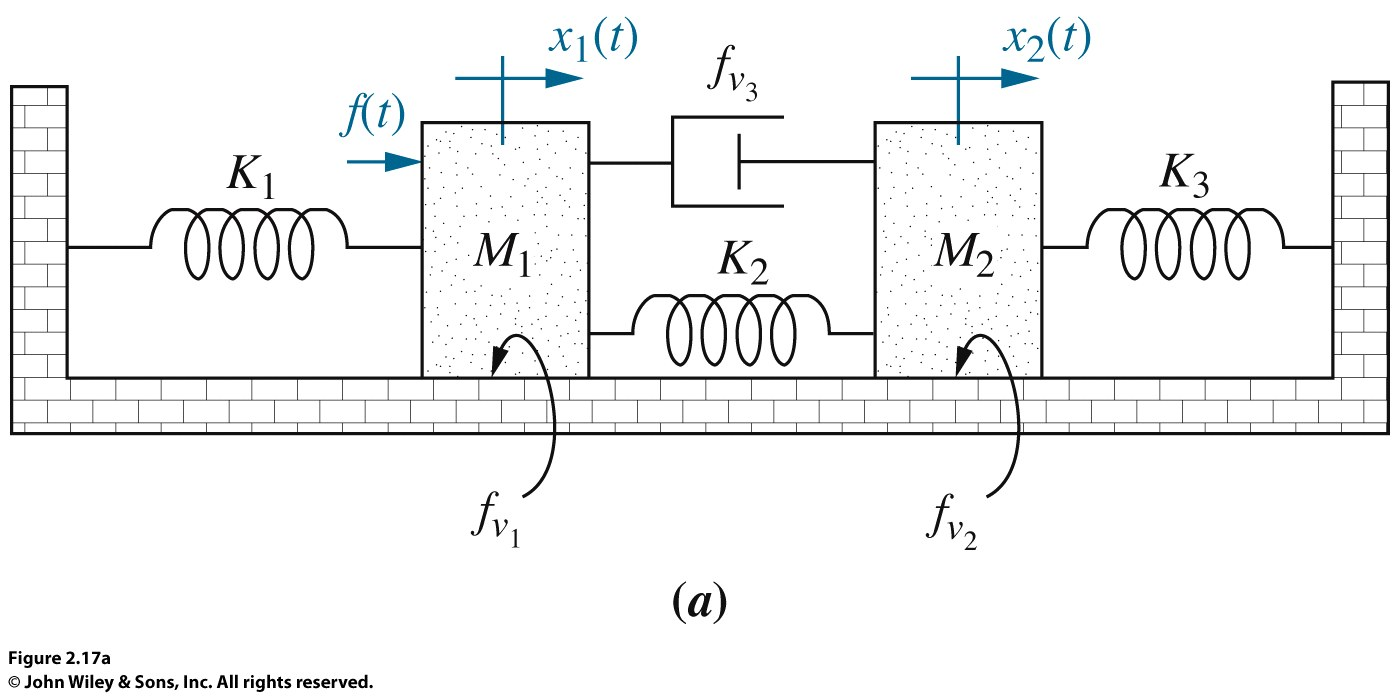 x₁(t)
x₂(t)
f(t)
fᵥ₃
K₁
K₃
M₁
K₂
M₂
fᵥ₁
fᵥ₂
(a)
Figure 2.17a
© John Wiley & Sons, Inc. All rights reserved.